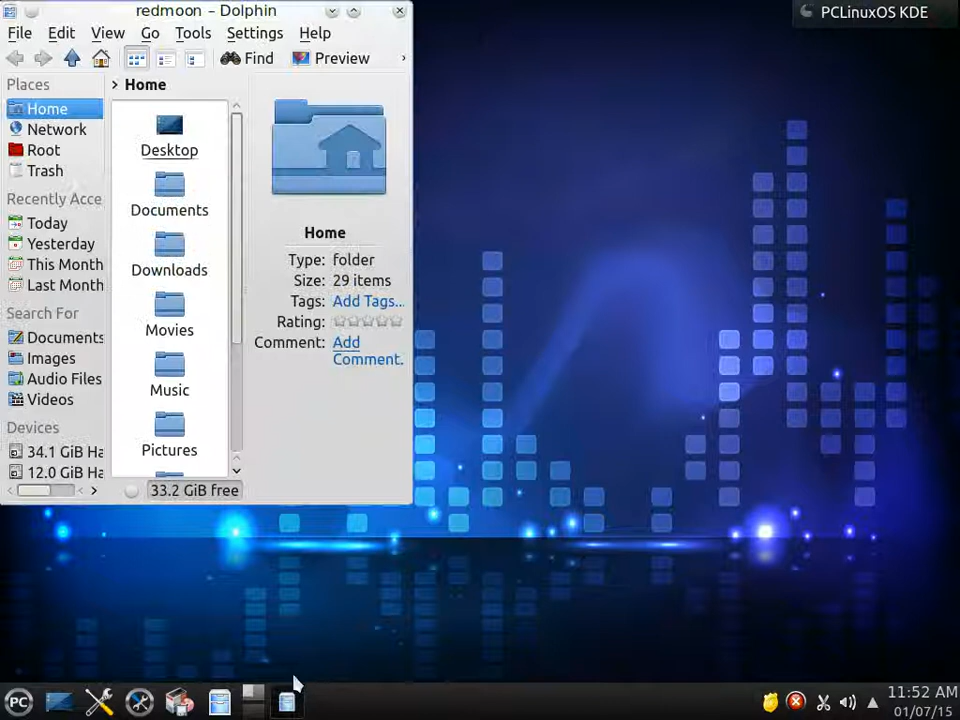 redmoon – Dolphin
File Edit View Go Tools Settings Help
Find Preview
Places
Home
Network
Root
Trash
Recently Acce
Today
Yesterday
This Month
Last Month
Search For
Documents
Images
Audio Files
Videos
Devices
34.1 GiB Ha
12.0 GiB Ha
Home
Desktop
Documents
Downloads
Movies
Music
Pictures
33.2 GiB free
Home
Type: folder
Size: 29 items
Tags: Add Tags...
Rating:
Comment: Add
Comment.
PCLinuxOS KDE
PC
11:52 AM
01/07/15